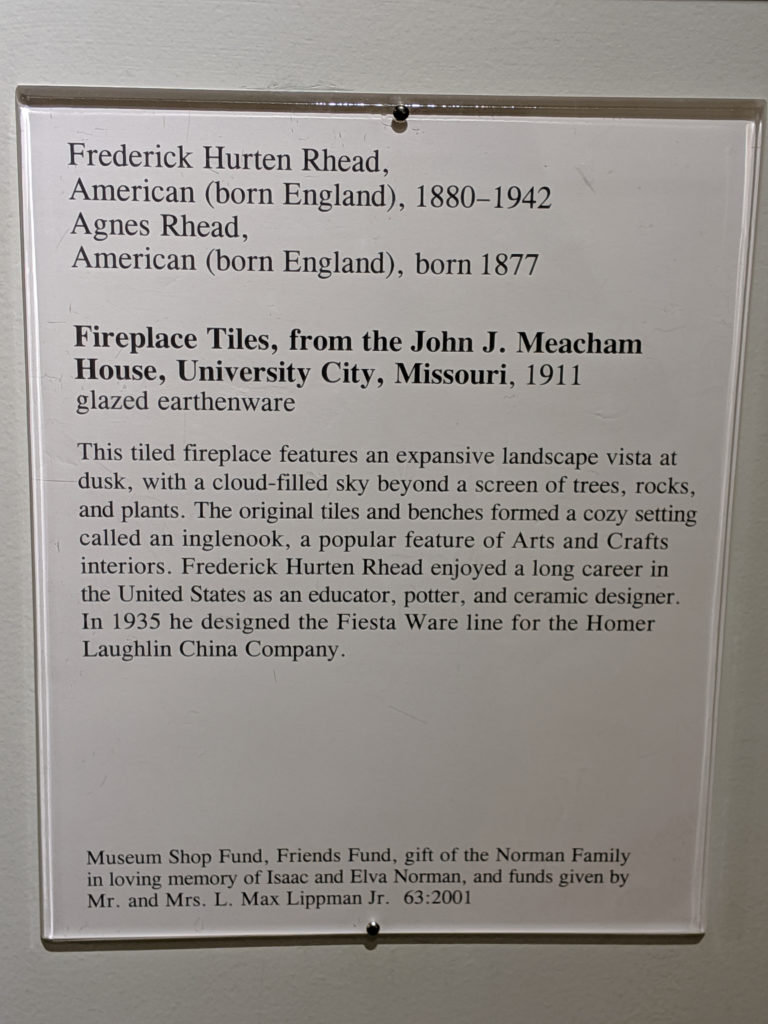 Frederick Hurten Rhead,
American (born England), 1880–1942
Agnes Rhead,
American (born England), born 1877
Fireplace Tiles, from the John J. Meacham
House, University City, Missouri, 1911
glazed earthenware
This tiled fireplace features an expansive landscape vista at
dusk, with a cloud-filled sky beyond a screen of trees, rocks,
and plants. The original tiles and benches formed a cozy setting
called an inglenook, a popular feature of Arts and Crafts
interiors. Frederick Hurten Rhead enjoyed a long career in
the United States as an educator, potter, and ceramic designer.
In 1935 he designed the Fiesta Ware line for the Homer
Laughlin China Company.
Museum Shop Fund, Friends Fund, gift of the Norman Family
in loving memory of Isaac and Elva Norman, and funds given by
Mr. and Mrs. L. Max Lippman Jr. 63:2001